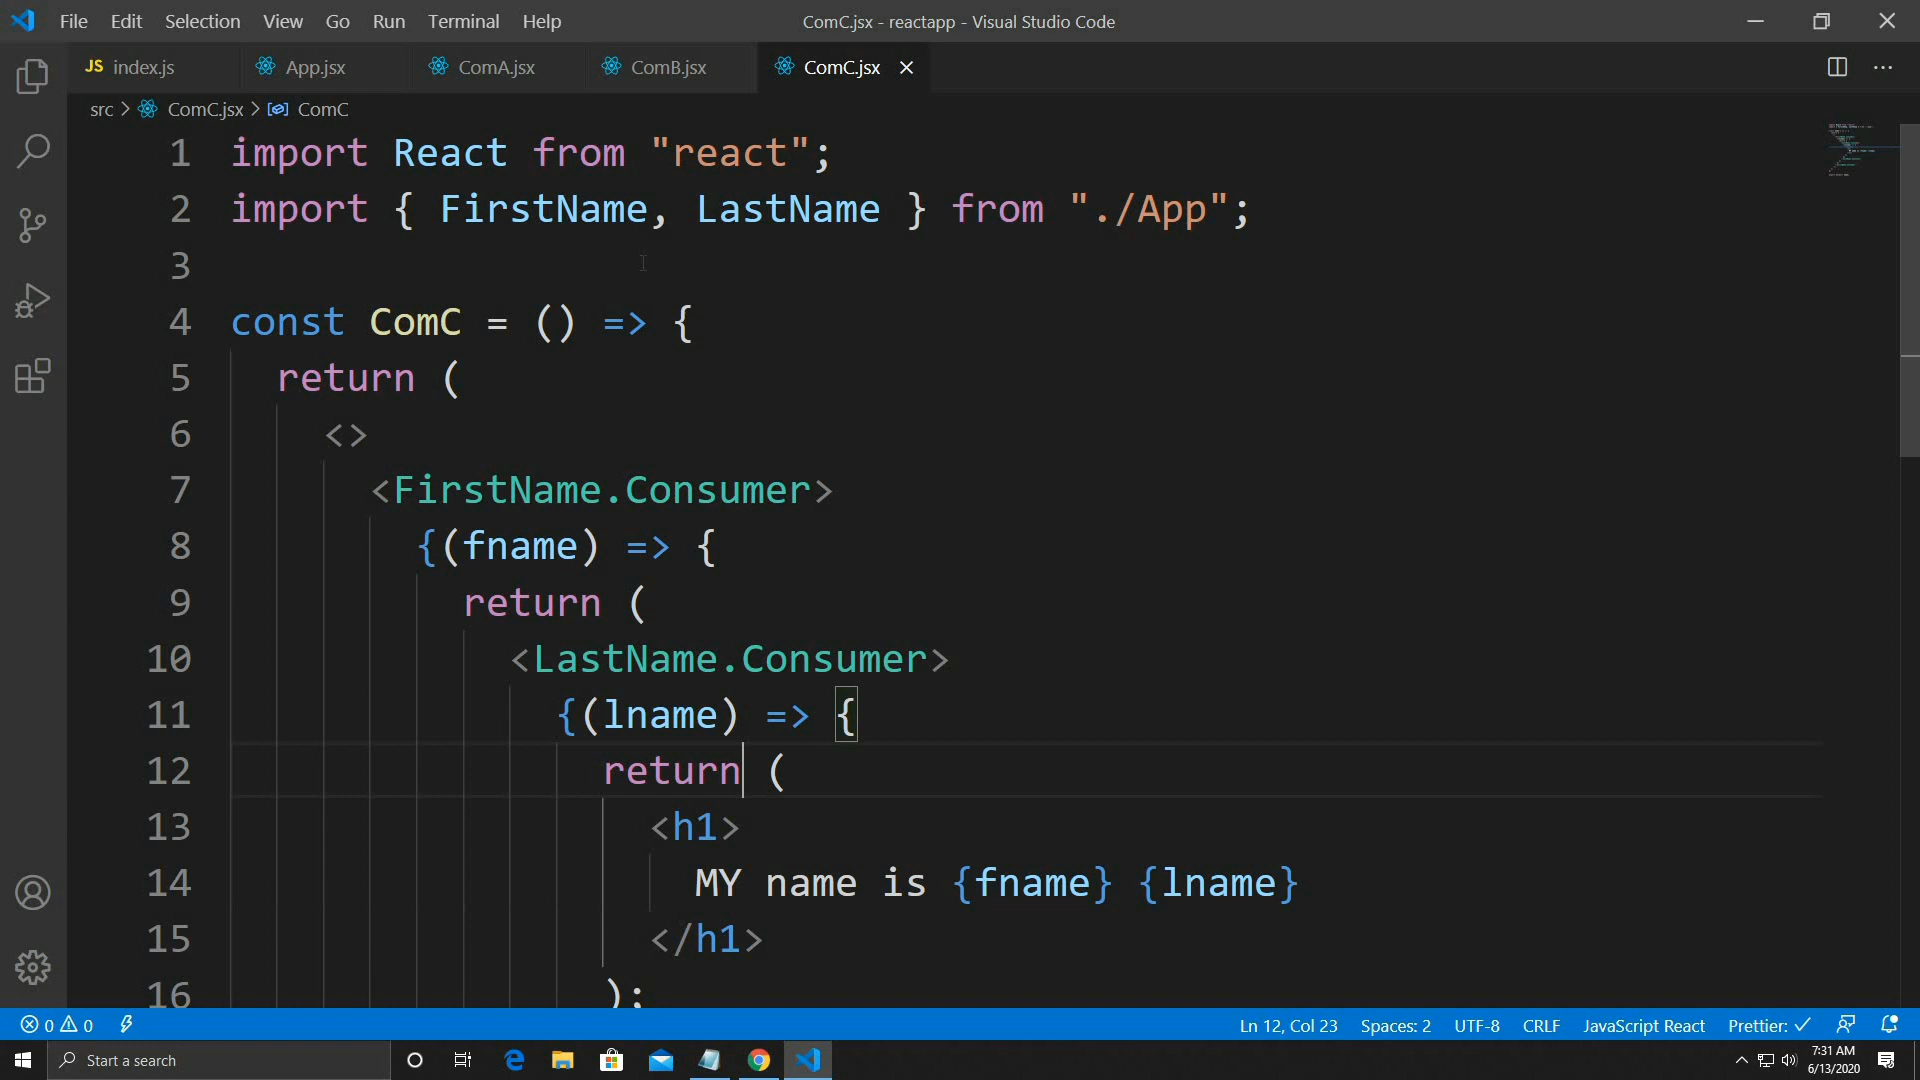 File Edit Selection View Go Run Terminal Help
ComC.jsx - reactapp - Visual Studio Code
JS index.js App.jsx ComA.jsx ComB.jsx ComC.jsx
src > ComC.jsx > ComC
1 import React from "react";
2 import { FirstName, LastName } from "./App";
3
4 const ComC = () => {
5 return (
6 <>
7 <FirstName.Consumer>
8 {(fname) => {
9 return (
10 <LastName.Consumer>
11 {(lname) => {
12 return (
13 <h1>
14 MY name is {fname} {lname}
15 </h1>
16 );
0 0 Ln 12, Col 23 Spaces: 2 UTF-8 CRLF JavaScript React Prettier: ✓
Start a search
7:31 AM
6/13/2020